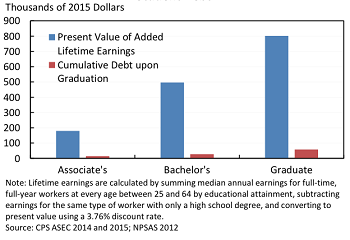 Thousands of 2015 Dollars
900
800
700
600
500
400
300
200
100
0
Present Value of Added
Lifetime Earnings
Cumulative Debt upon
Graduation
Associate's
Bachelor's
Graduate
Note: Lifetime earnings are calculated by summing median annual earnings for full-time,
full-year workers at every age between 25 and 64 by educational attainment, subtracting
earnings for the same type of worker with only a high school degree, and converting to
present value using a 3.76% discount rate.
Source: CPS ASEC 2014 and 2015; NPSAS 2012